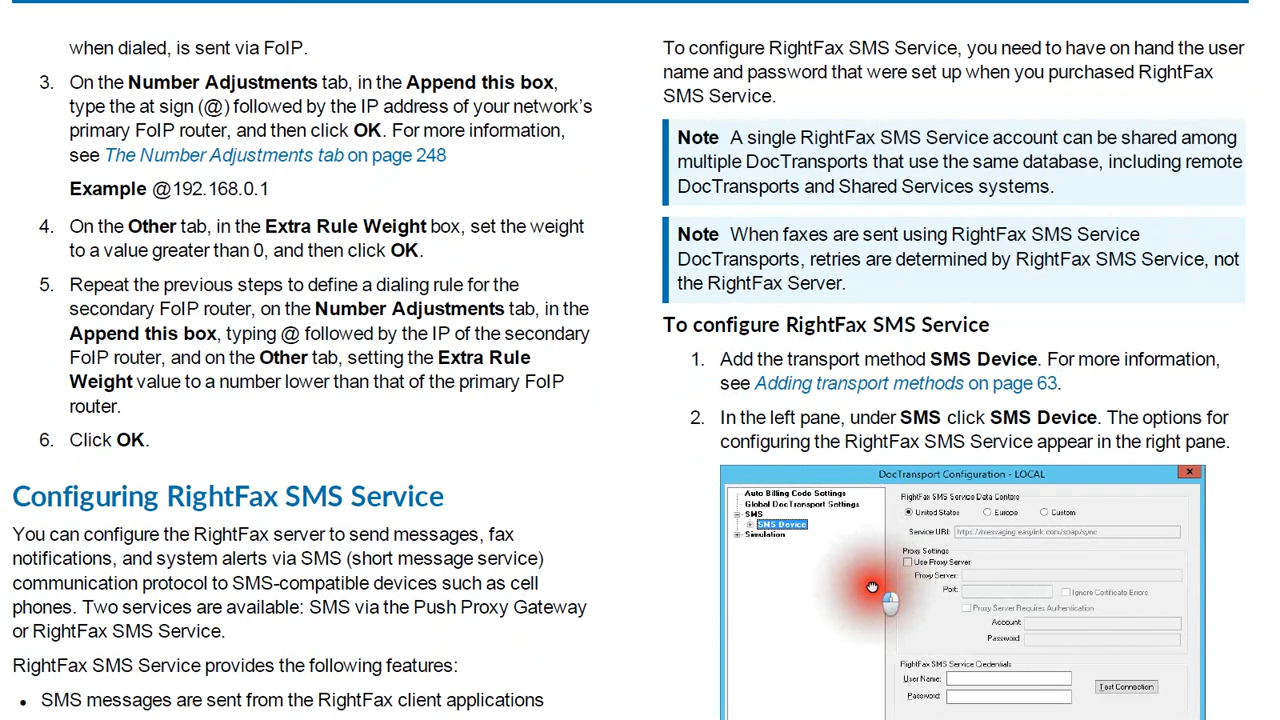 when dialed, is sent via FoIP.
3. On the Number Adjustments tab, in the Append this box,
type the at sign (@) followed by the IP address of your network's
primary FoIP router, and then click OK. For more information,
see The Number Adjustments tab on page 248
Example @192.168.0.1
4. On the Other tab, in the Extra Rule Weight box, set the weight
to a value greater than 0, and then click OK.
5. Repeat the previous steps to define a dialing rule for the
secondary FoIP router, on the Number Adjustments tab, in the
Append this box, typing @ followed by the IP of the secondary
FoIP router, and on the Other tab, setting the Extra Rule
Weight value to a number lower than that of the primary FoIP
router.
6. Click OK.
Configuring RightFax SMS Service
You can configure the RightFax server to send messages, fax
notifications, and system alerts via SMS (short message service)
communication protocol to SMS-compatible devices such as cell
phones. Two services are available: SMS via the Push Proxy Gateway
or RightFax SMS Service.
RightFax SMS Service provides the following features:
• SMS messages are sent from the RightFax client applications
To configure RightFax SMS Service, you need to have on hand the user
name and password that were set up when you purchased RightFax
SMS Service.
Note A single RightFax SMS Service account can be shared among
multiple DocTransports that use the same database, including remote
DocTransports and Shared Services systems.
Note When faxes are sent using RightFax SMS Service
DocTransports, retries are determined by RightFax SMS Service, not
the RightFax Server.
To configure RightFax SMS Service
1. Add the transport method SMS Device. For more information,
see Adding transport methods on page 63.
2. In the left pane, under SMS click SMS Device. The options for
configuring the RightFax SMS Service appear in the right pane.
DocTransport Configuration - LOCAL
Auto Billing Code Settings
Global DocTransport Settings
SMS
SMS Device
Simulation
RightFax SMS Service Data Centers
United States Europe Custom
Service URI: https://messaging.easylink.com/soap/sync
Proxy Settings
Use Proxy Server
Proxy Server:
Port: Ignore Certificate Errors
Proxy Server Requires Authentication
Account:
Password:
RightFax SMS Service Credentials
User Name:
Password:
Test Connection